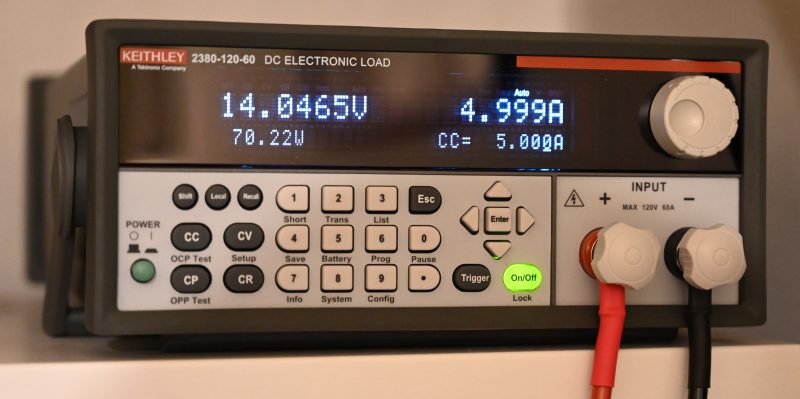 KEITHLEY 2380-120-60 DC ELECTRONIC LOAD
A Tektronix Company
Auto
14.0465V 4.999A
70.22W CC= 5.000A
Shift Local Recall 1 2 3 Esc
Short Trans List
CC CV 4 5 6 0 Enter
OCP Test Setup Save Battery Prog Pause
CP CR 7 8 9 • Trigger On/Off
OPP Test Info System Config Lock
POWER
O I
INPUT
+ −
MAX 120V 60A